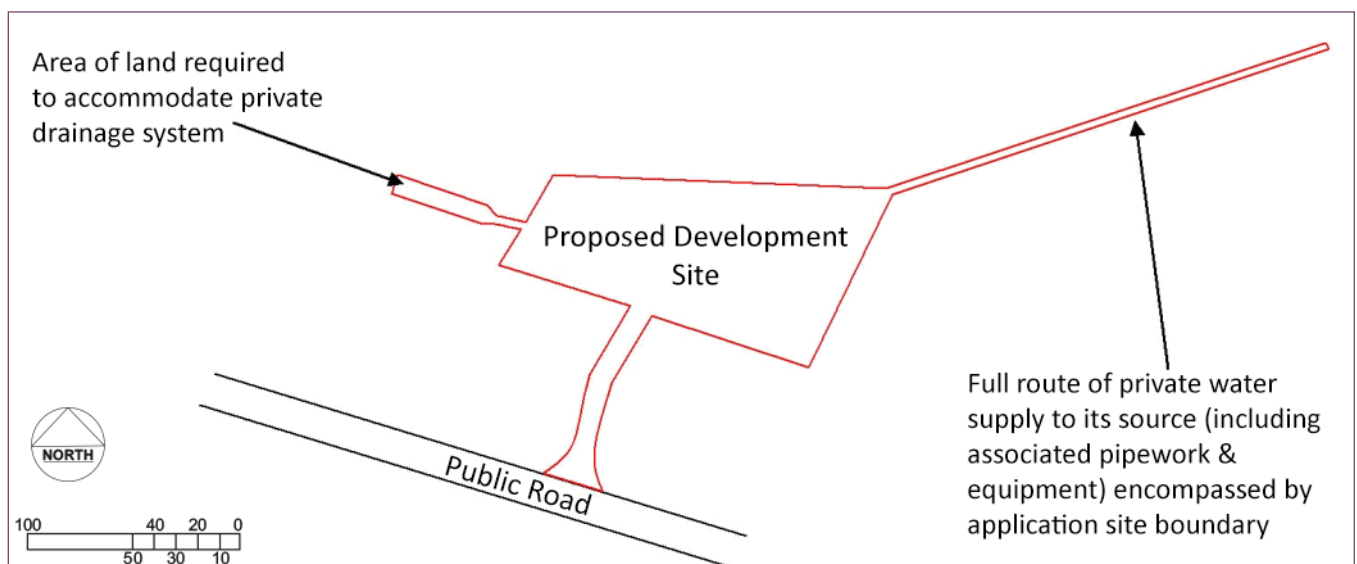 Area of land required
to accommodate private
drainage system
Proposed Development
Site
Full route of private water
supply to its source (including
associated pipework &
equipment) encompassed by
application site boundary
Public Road
NORTH
100 40 20 0
50 30 10